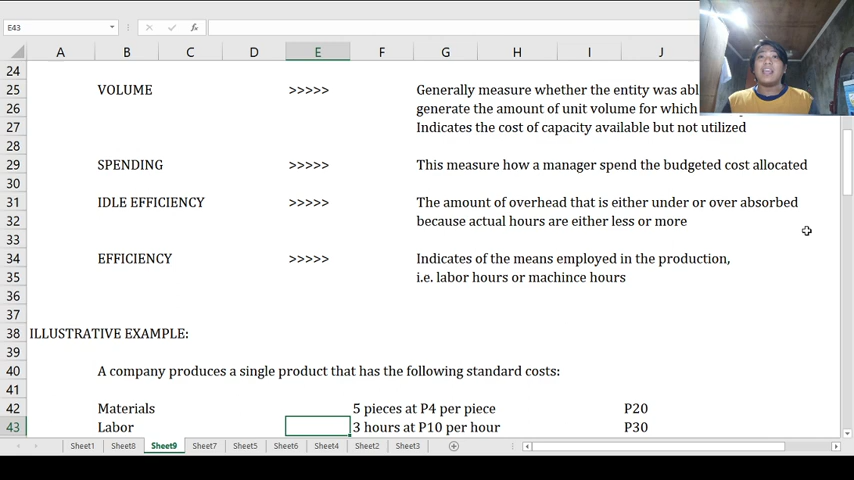 E43
fx
A B C D E F G H I J
24
25 VOLUME >>>>> Generally measure whether the entity was abl
26 generate the amount of unit volume for which
27 Indicates the cost of capacity available but not utilized
28
29 SPENDING >>>>> This measure how a manager spend the budgeted cost allocated
30
31 IDLE EFFICIENCY >>>>> The amount of overhead that is either under or over absorbed
32 because actual hours are either less or more
33
34 EFFICIENCY >>>>> Indicates of the means employed in the production,
35 i.e. labor hours or machince hours
36
37
38 ILLUSTRATIVE EXAMPLE:
39
40 A company produces a single product that has the following standard costs:
41
42 Materials 5 pieces at P4 per piece P20
43 Labor 3 hours at P10 per hour P30
Sheet1 Sheet8 Sheet9 Sheet7 Sheet5 Sheet6 Sheet4 Sheet2 Sheet3